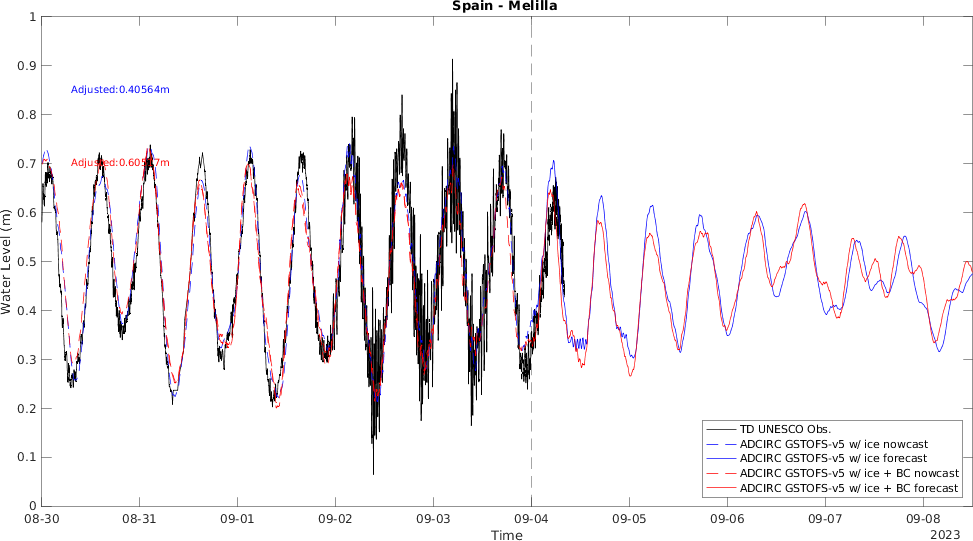 Spain - Melilla
1
0.9
0.8
0.7
0.6
0.5
0.4
0.3
0.2
0.1
0
Water Level (m)
Adjusted:0.40564m
TD UNESCO Obs.
ADCIRC GSTOFS-v5 w/ ice nowcast
ADCIRC GSTOFS-v5 w/ ice forecast
ADCIRC GSTOFS-v5 w/ ice + BC nowcast
ADCIRC GSTOFS-v5 w/ ice + BC forecast
08-30 08-31 09-01 09-02 09-03 09-04 09-05 09-06 09-07 09-08
Time
2023